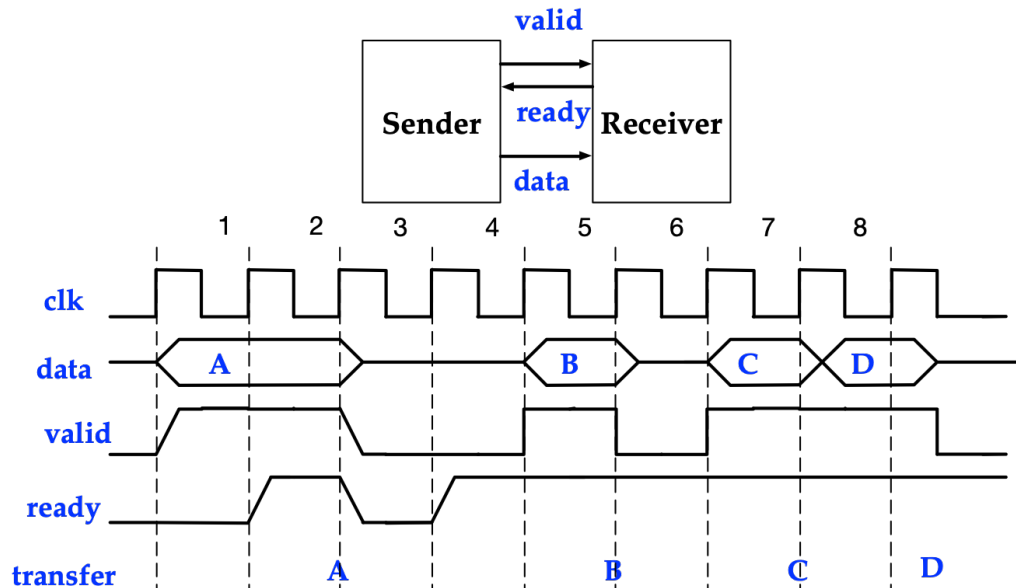 valid
Sender
ready
Receiver
data
1 2 3 4 5 6 7 8
clk
data A B C D
valid
ready
transfer A B C D